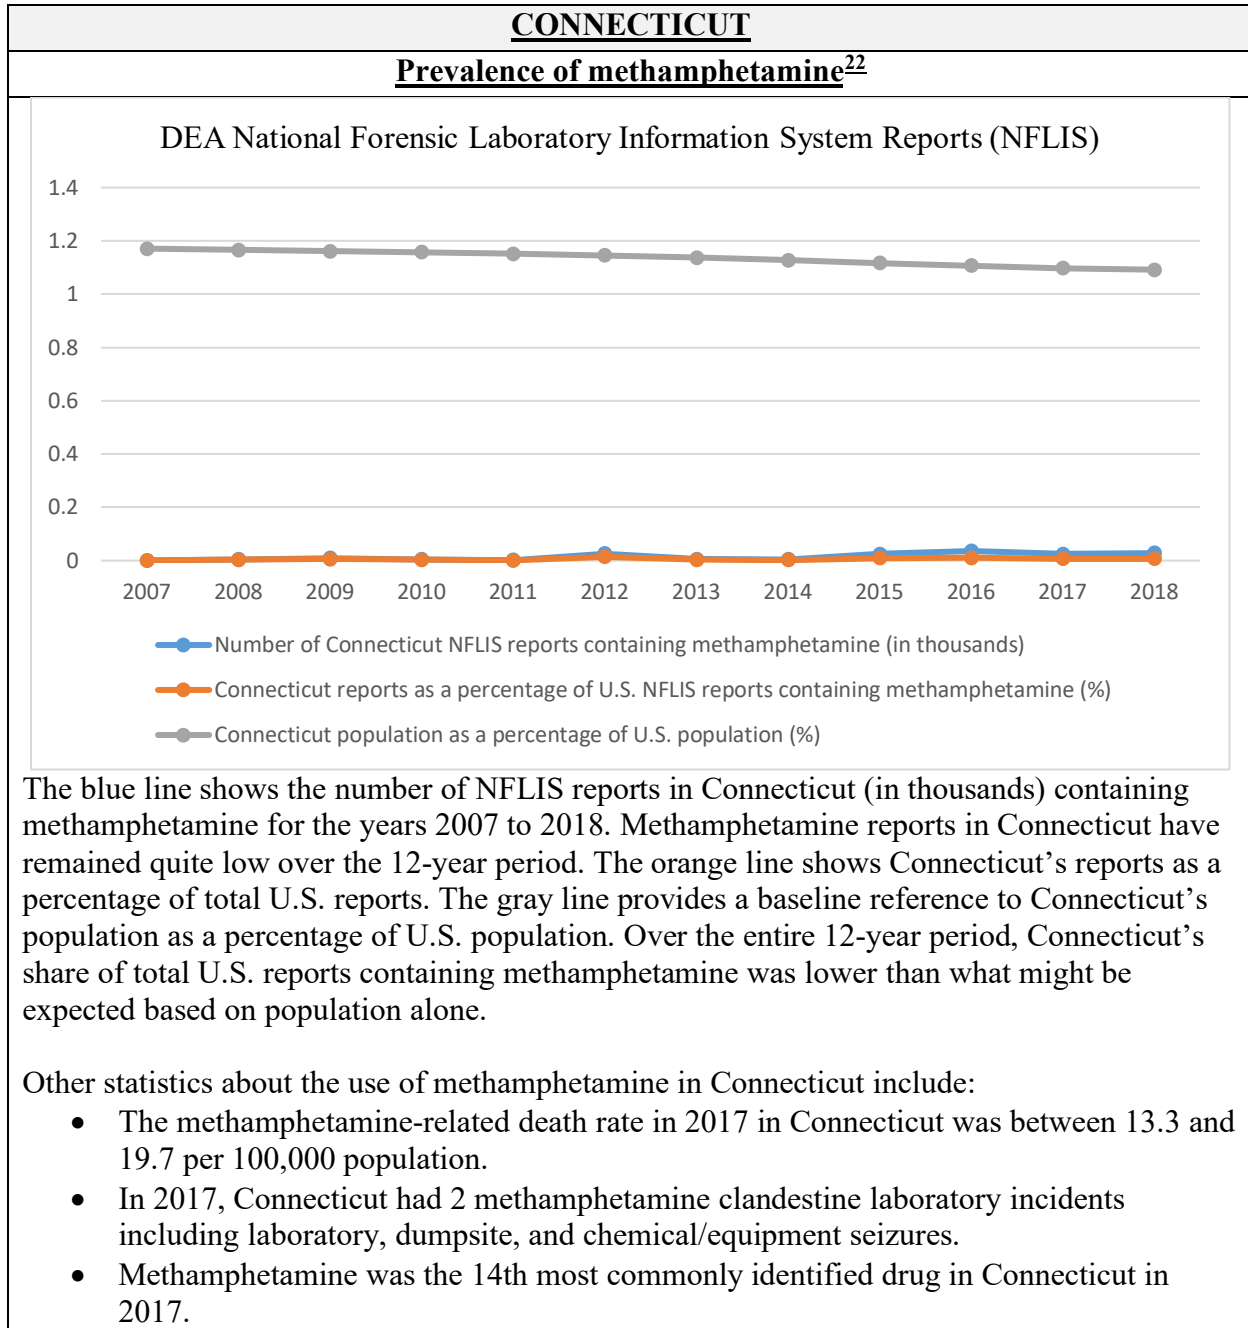 CONNECTICUT
Prevalence of methamphetamine22
DEA National Forensic Laboratory Information System Reports (NFLIS)
1.4
1.2
1
0.8
0.6
0.4
0.2
0
2007 2008 2009 2010 2011 2012 2013 2014 2015 2016 2017 2018
Number of Connecticut NFLIS reports containing methamphetamine (in thousands)
Connecticut reports as a percentage of U.S. NFLIS reports containing methamphetamine (%)
Connecticut population as a percentage of U.S. population (%)
The blue line shows the number of NFLIS reports in Connecticut (in thousands) containing
methamphetamine for the years 2007 to 2018. Methamphetamine reports in Connecticut have
remained quite low over the 12-year period. The orange line shows Connecticut’s reports as a
percentage of total U.S. reports. The gray line provides a baseline reference to Connecticut’s
population as a percentage of U.S. population. Over the entire 12-year period, Connecticut’s
share of total U.S. reports containing methamphetamine was lower than what might be
expected based on population alone.
Other statistics about the use of methamphetamine in Connecticut include:
• The methamphetamine-related death rate in 2017 in Connecticut was between 13.3 and
19.7 per 100,000 population.
• In 2017, Connecticut had 2 methamphetamine clandestine laboratory incidents
including laboratory, dumpsite, and chemical/equipment seizures.
• Methamphetamine was the 14th most commonly identified drug in Connecticut in
2017.